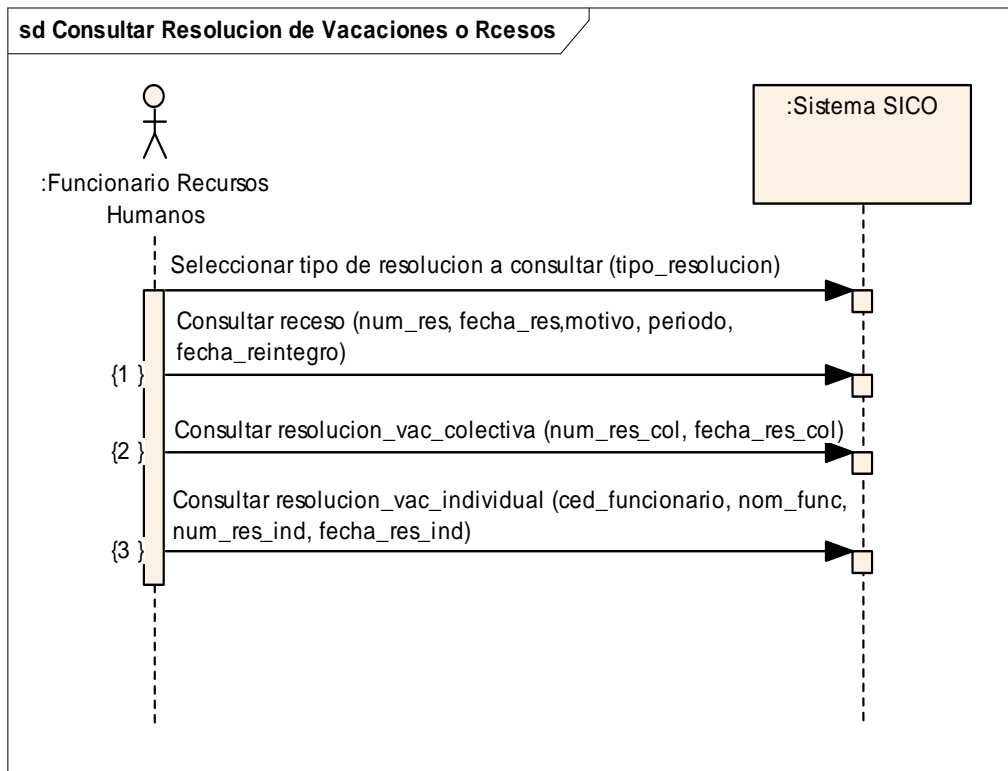 sd Consultar Resolucion de Vacaciones o Rcesos
:Sistema SICO
:Funcionario Recursos
Humanos
Seleccionar tipo de resolucion a consultar (tipo_resolucion)
Consultar receso (num_res, fecha_res,motivo, periodo,
fecha_reintegro)
{1 }
Consultar resolucion_vac_colectiva (num_res_col, fecha_res_col)
{2 }
Consultar resolucion_vac_individual (ced_funcionario, nom_func,
num_res_ind, fecha_res_ind)
{3 }